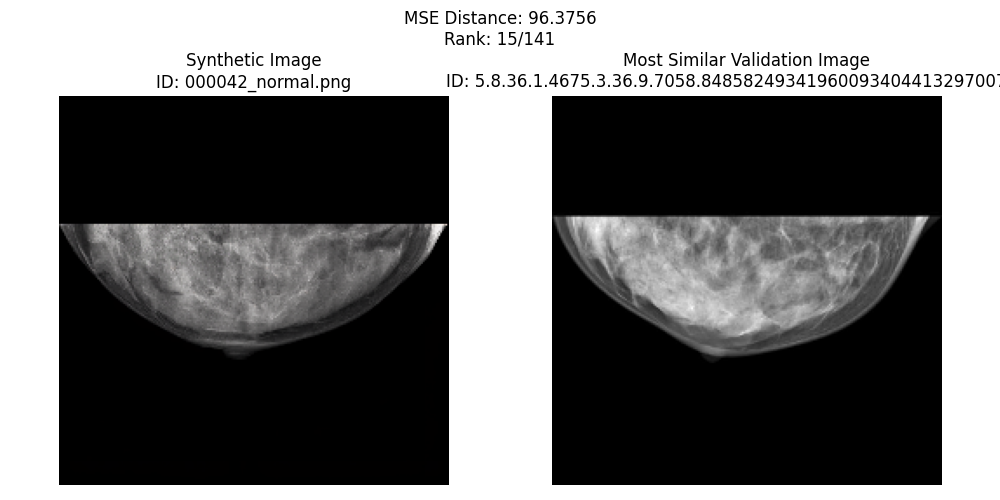 MSE Distance: 96.3756
Rank: 15/141
Synthetic Image
ID: 000042_normal.png
Most Similar Validation Image
ID: 5.8.36.1.4675.3.36.9.7058.84858249341960093404413297007